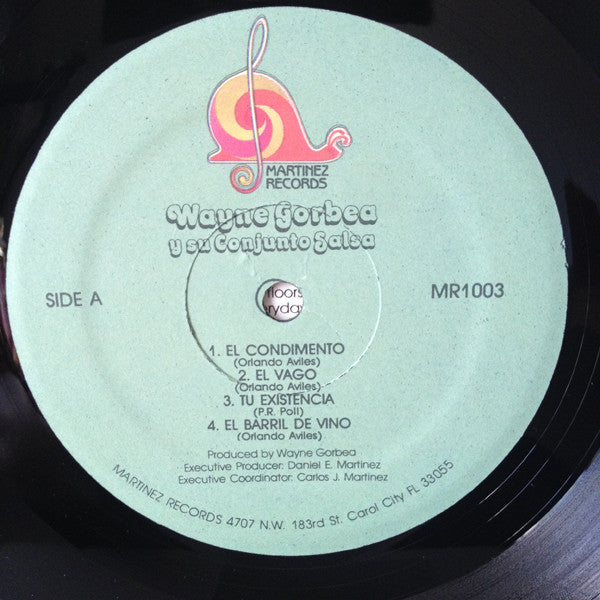 MARTINEZ
RECORDS
Wayne Gorbea
y su Conjunto Salsa
SIDE A
MR1003
floors
ryday
1. EL CONDIMENTO
(Orlando Aviles)
2. EL VAGO
(Orlando Aviles)
3. TU EXISTENCIA
(P.R. Poll)
4. EL BARRIL DE VINO
(Orlando Aviles)
Produced by Wayne Gorbea
Executive Producer: Daniel E. Martinez
Executive Coordinator: Carlos J. Martinez
MARTINEZ RECORDS 4707 N.W. 183rd St. Carol City FL 33055